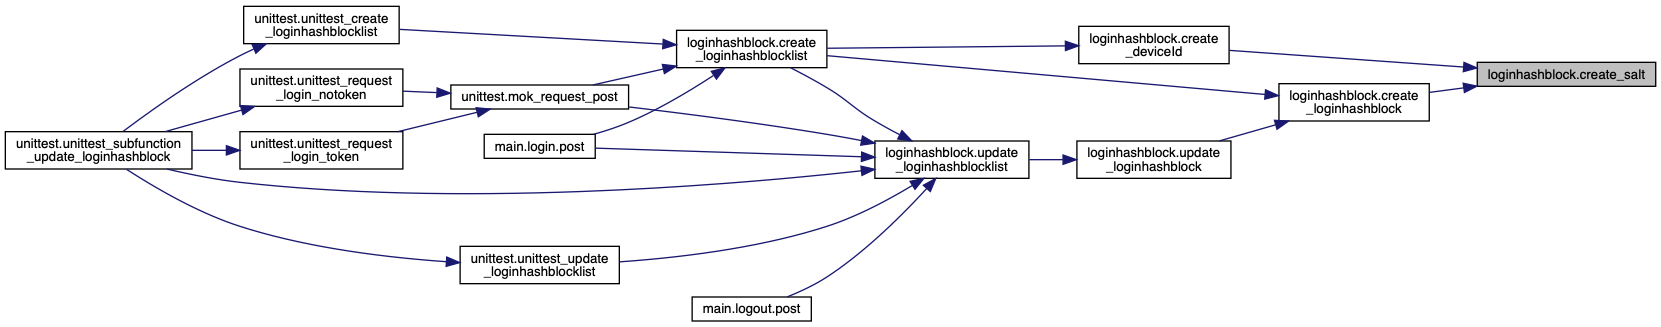 unittest.unittest_create
_loginhashblocklist
loginhashblock.create
_loginhashblocklist
loginhashblock.create
_deviceId
loginhashblock.create_salt
unittest.unittest_request
_login_notoken
unittest.mok_request_post
loginhashblock.create
_loginhashblock
unittest.unittest_subfunction
_update_loginhashblock
unittest.unittest_request
_login_token
main.login.post
loginhashblock.update
_loginhashblocklist
loginhashblock.update
_loginhashblock
unittest.unittest_update
_loginhashblocklist
main.logout.post